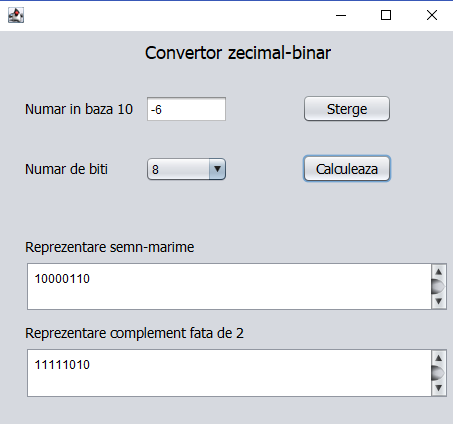 Convertor zecimal-binar
Numar in baza 10 -6 Sterge
Numar de biti 8 Calculeaza
Reprezentare semn-marime
10000110
Reprezentare complement fata de 2
11111010